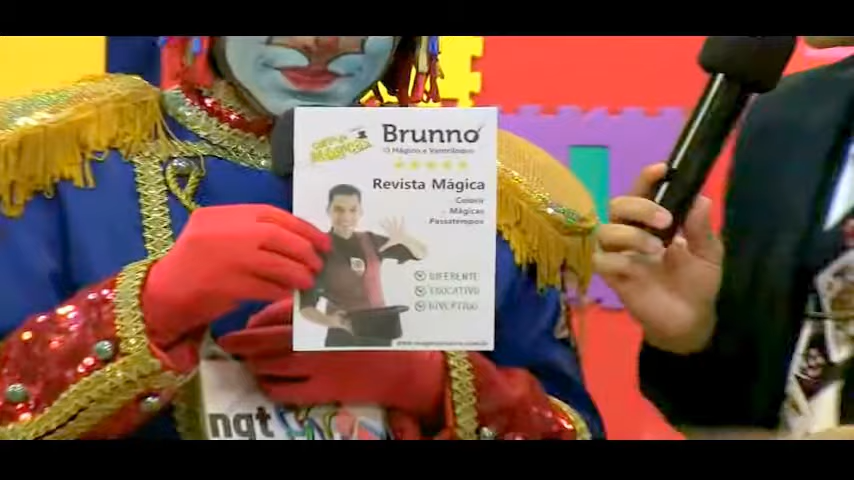 Brunno
O Mágico e Ventríloquo
Revista Mágica
- Colorir
- Mágicas
- Passatempos
DIFERENTE
EDUCATIVO
DIVERTIDO
ngt